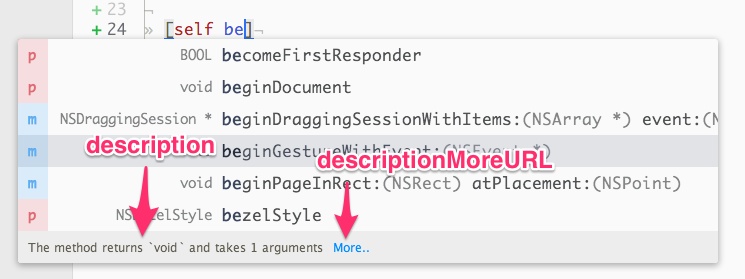 + 23 ¬
+ 24 » [self be]¬
p BOOL becomeFirstResponder
p void beginDocument
m NSDraggingSession * beginDraggingSessionWithItems:(NSArray *) event:(N
description
m beginGestureWithEvent:(NSEvent *)
descriptionMoreURL
m void beginPageInRect:(NSRect) atPlacement:(NSPoint)
p NSBezelStyle bezelStyle
The method returns `void` and takes 1 arguments More..